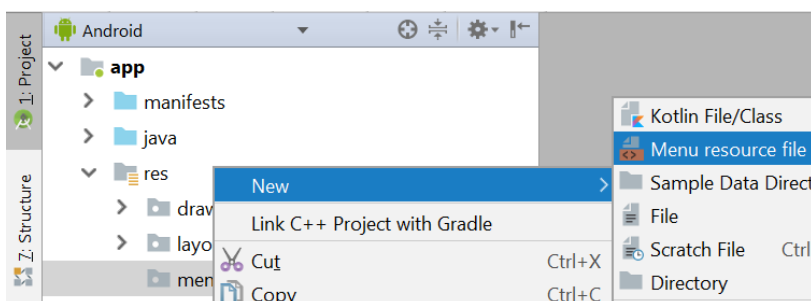 1: Project
Z: Structure
Android
app
manifests
java
res
New
Link C++ Project with Gradle
Cut Ctrl+X
Copy Ctrl+C
Kotlin File/Class
Menu resource file
Sample Data Direct
File
Scratch File Ctrl
Directory